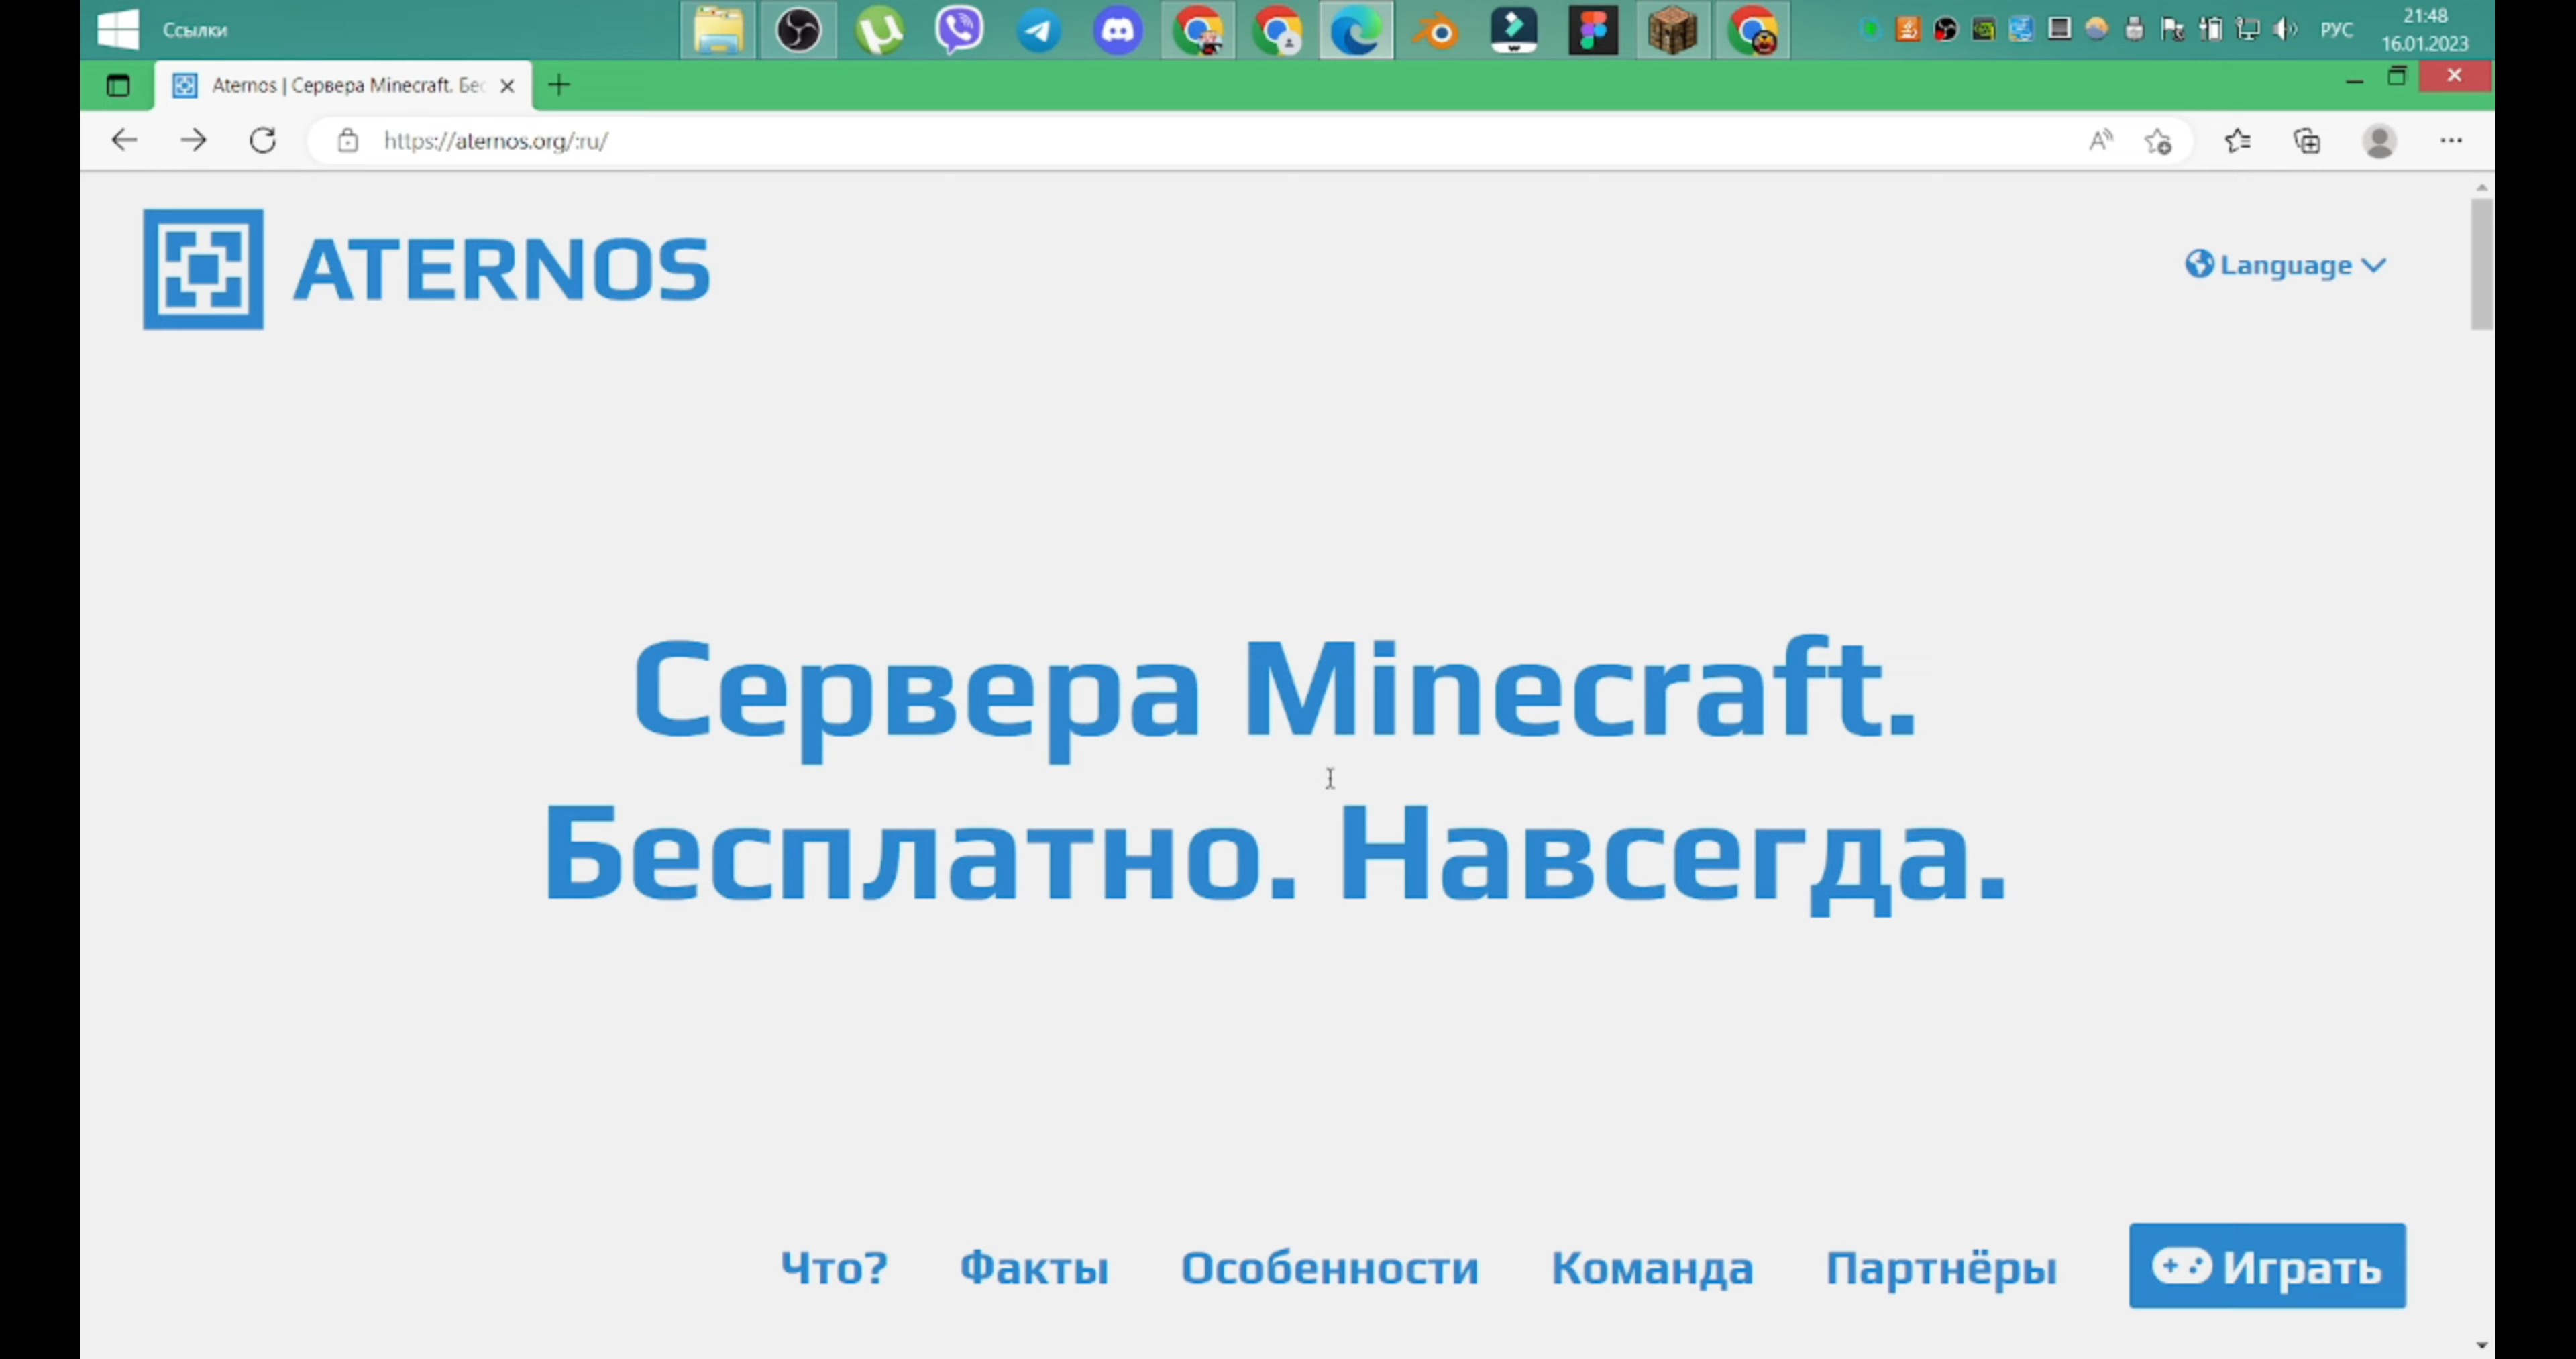 Ссылки
РУС
21:48
16.01.2023
Aternos | Сервера Minecraft. Бес
https://aternos.org/:ru/
ATERNOS
Language
Сервера Minecraft.
Бесплатно. Навсегда.
Что? Факты Особенности Команда Партнёры Играть